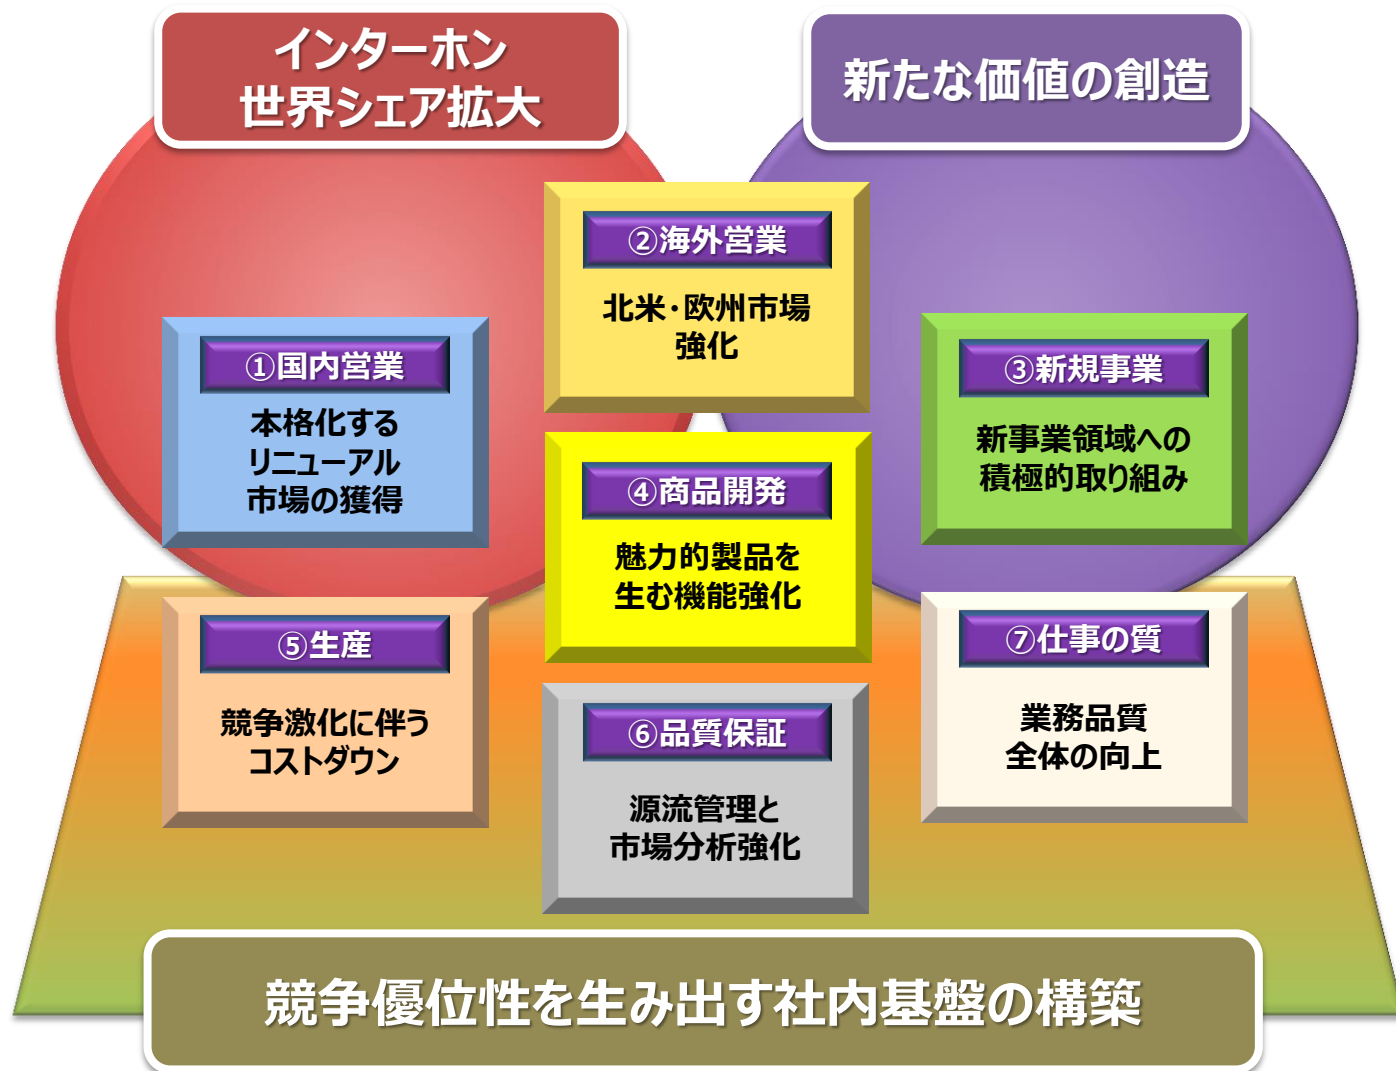 インターホン
世界シェア拡大
新たな価値の創造
②海外営業
北米・欧州市場
強化
①国内営業
本格化する
リニューアル
市場の獲得
③新規事業
新事業領域への
積極的取り組み
④商品開発
魅力的製品を
生む機能強化
⑤生産
競争激化に伴う
コストダウン
⑥品質保証
源流管理と
市場分析強化
⑦仕事の質
業務品質
全体の向上
競争優位性を生み出す社内基盤の構築